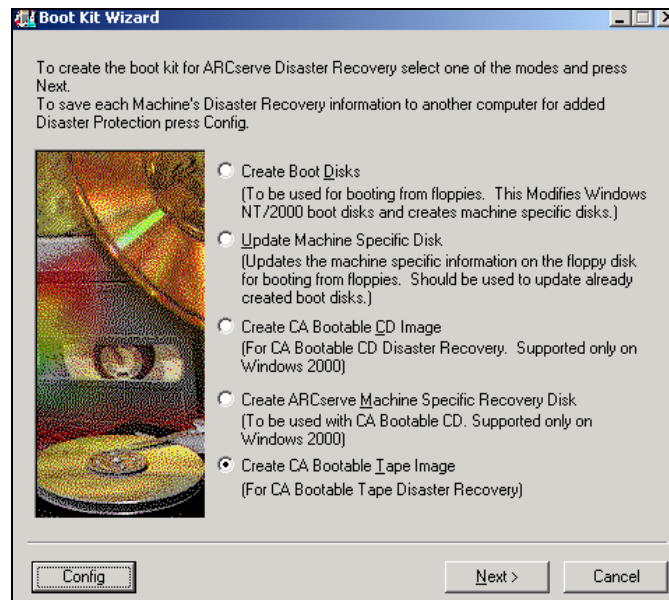 Boot Kit Wizard
To create the boot kit for ARCserve Disaster Recovery select one of the modes and press
Next.
To save each Machine's Disaster Recovery information to another computer for added
Disaster Protection press Config.
Create Boot Disks
(To be used for booting from floppies. This Modifies Windows
NT/2000 boot disks and creates machine specific disks.)
Update Machine Specific Disk
(Updates the machine specific information on the floppy disk
for booting from floppies. Should be used to update already
created boot disks.)
Create CA Bootable CD Image
(For CA Bootable CD Disaster Recovery. Supported only on
Windows 2000)
Create ARCserve Machine Specific Recovery Disk
(To be used with CA Bootable CD. Supported only on
Windows 2000)
Create CA Bootable Tape Image
(For CA Bootable Tape Disaster Recovery)
Config
Next >
Cancel